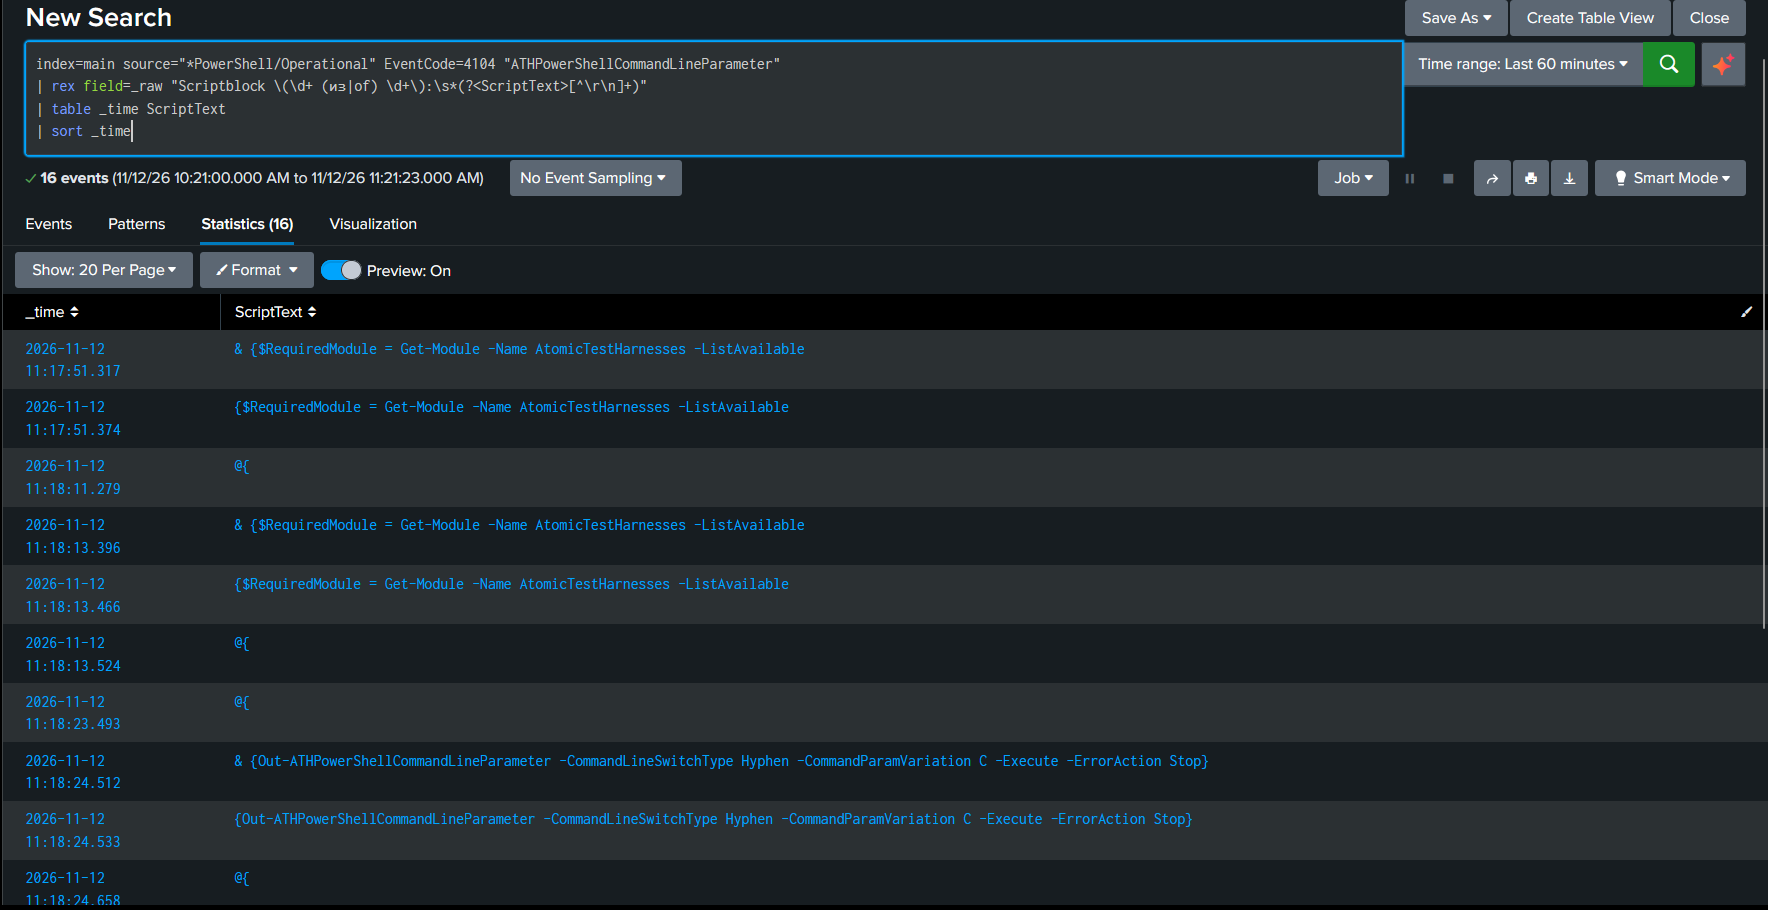 New Search
Save As
Create Table View
Close
index=main source="*PowerShell/Operational" EventCode=4104 "ATHPowerShellCommandLineParameter"
| rex field=_raw "Scriptblock \(\d+ (из|of) \d+\):\s*(?<ScriptText>[^\r\n]+)"
| table _time ScriptText
| sort _time
Time range: Last 60 minutes
16 events (11/12/26 10:21:00.000 AM to 11/12/26 11:21:23.000 AM)
No Event Sampling
Job
Smart Mode
Events
Patterns
Statistics (16)
Visualization
Show: 20 Per Page
Format
Preview: On
_time
ScriptText
2026-11-12
11:17:51.317
& {$RequiredModule = Get-Module -Name AtomicTestHarnesses -ListAvailable
2026-11-12
11:17:51.374
{$RequiredModule = Get-Module -Name AtomicTestHarnesses -ListAvailable
2026-11-12
11:18:11.279
@{
2026-11-12
11:18:13.396
& {$RequiredModule = Get-Module -Name AtomicTestHarnesses -ListAvailable
2026-11-12
11:18:13.466
{$RequiredModule = Get-Module -Name AtomicTestHarnesses -ListAvailable
2026-11-12
11:18:13.524
@{
2026-11-12
11:18:23.493
@{
2026-11-12
11:18:24.512
& {Out-ATHPowerShellCommandLineParameter -CommandLineSwitchType Hyphen -CommandParamVariation C -Execute -ErrorAction Stop}
2026-11-12
11:18:24.533
{Out-ATHPowerShellCommandLineParameter -CommandLineSwitchType Hyphen -CommandParamVariation C -Execute -ErrorAction Stop}
2026-11-12
11:18:24.658
@{